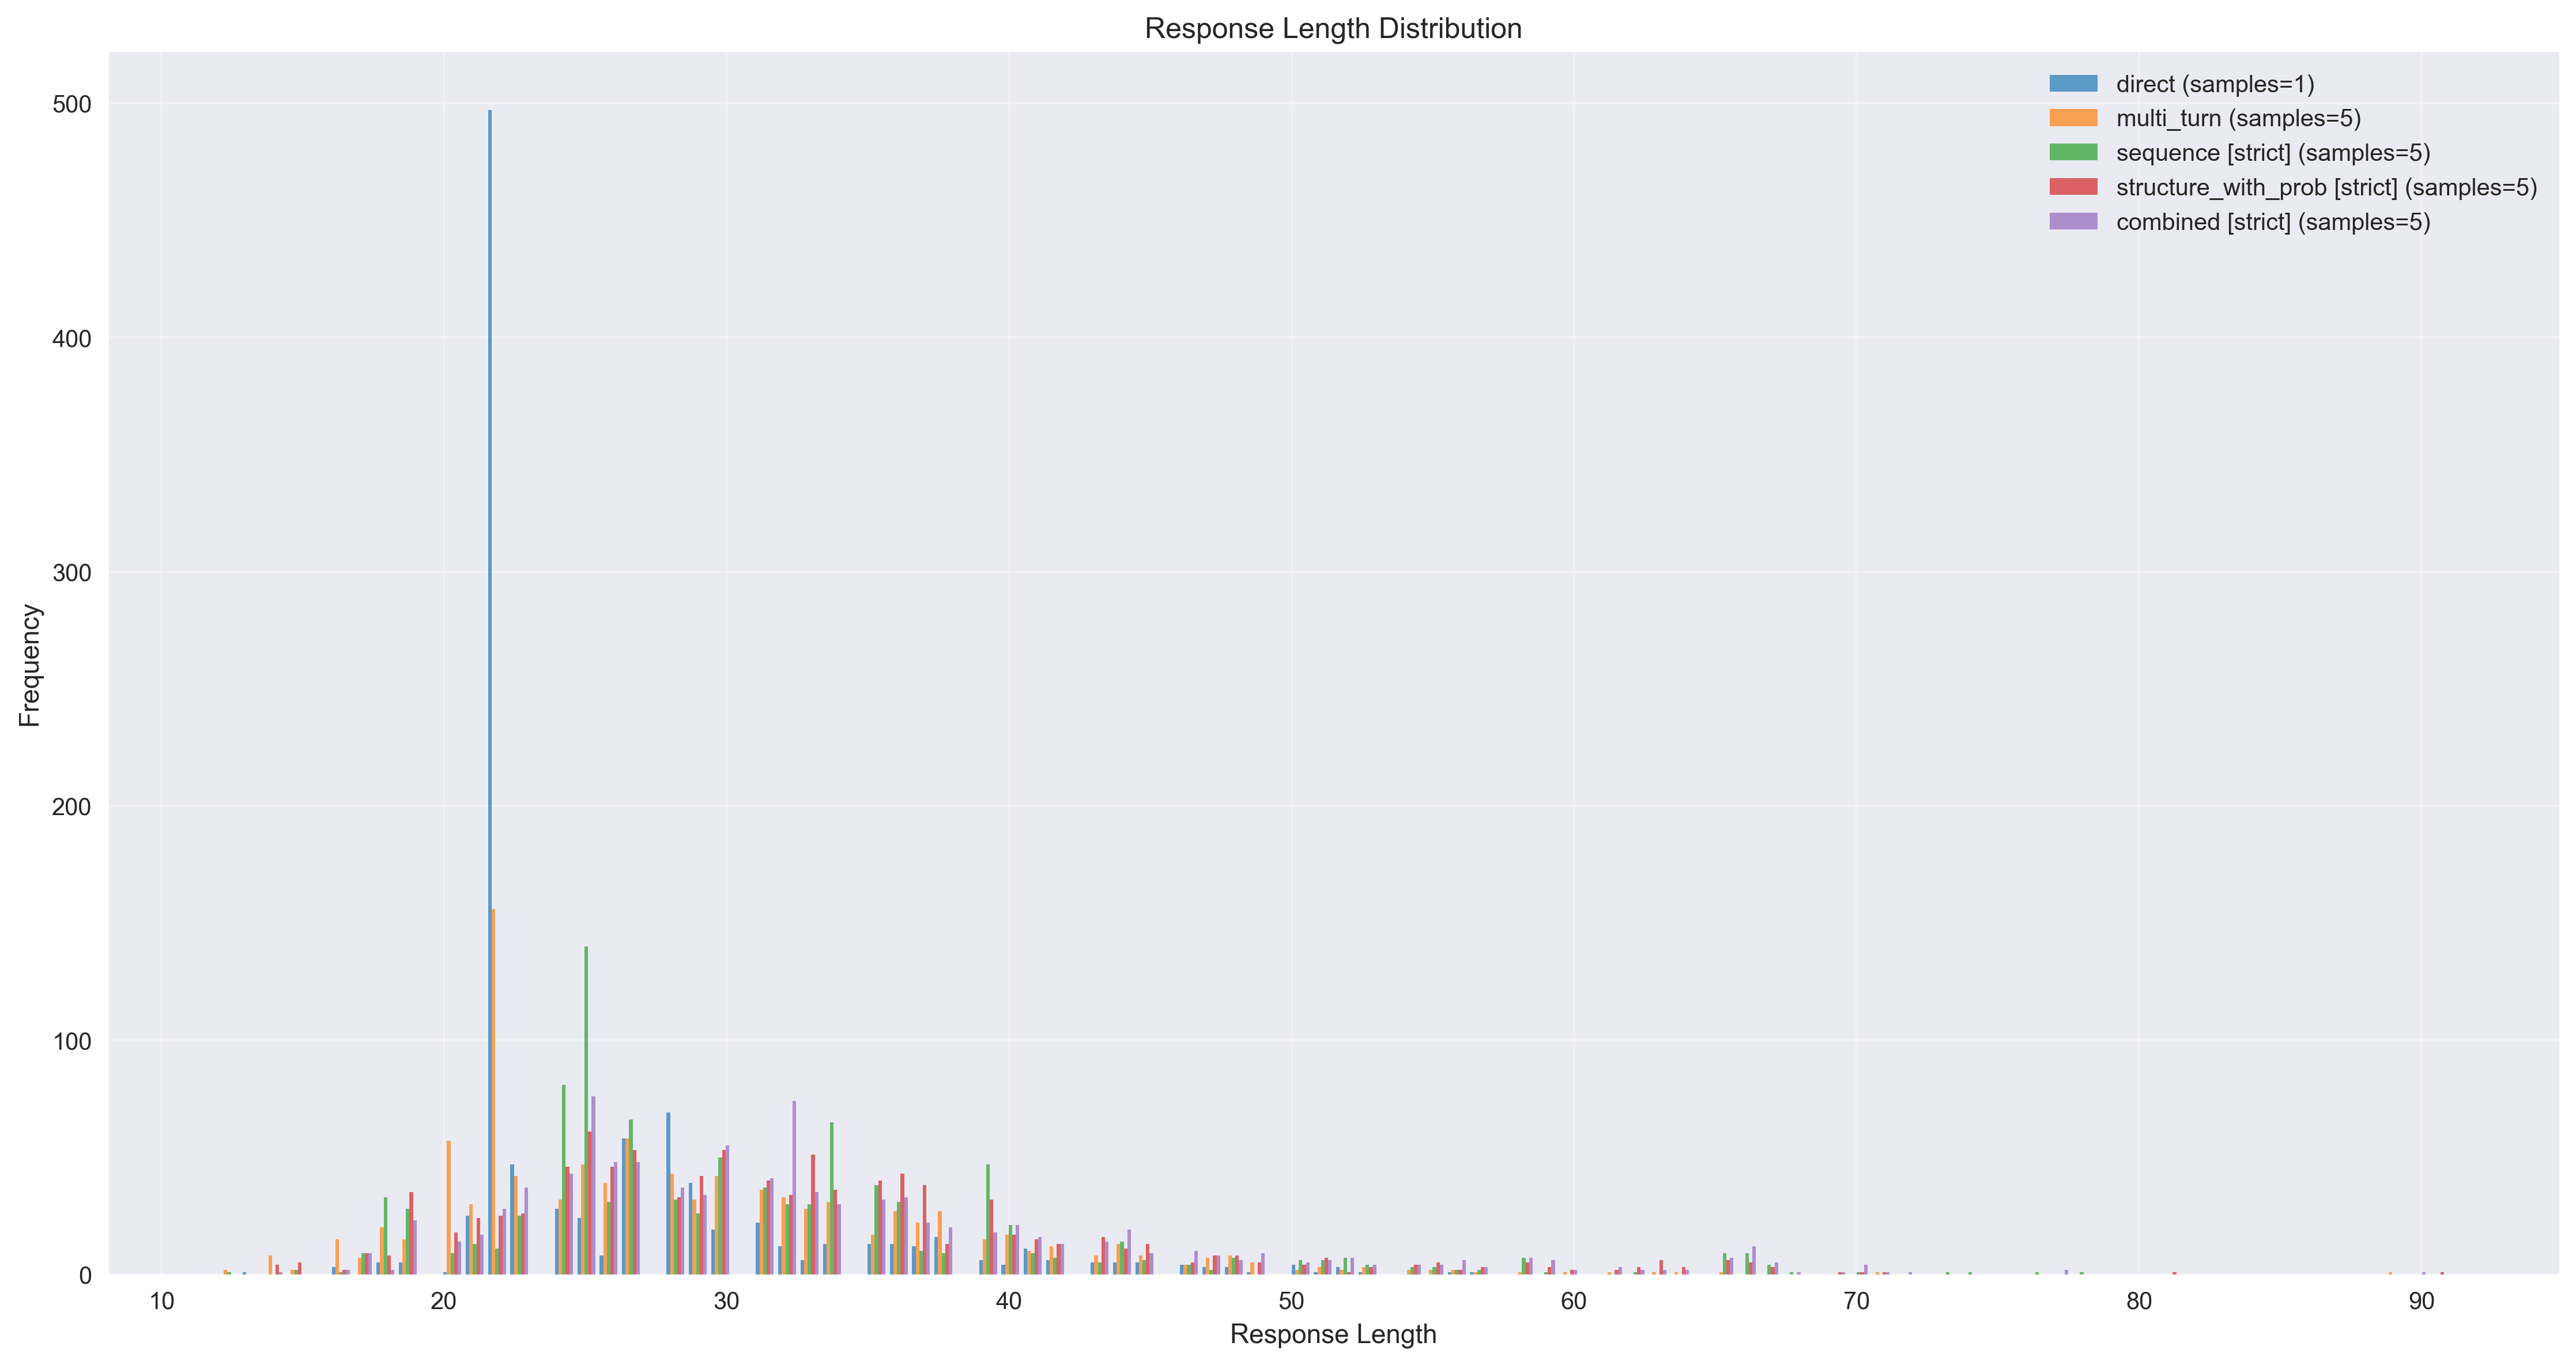 Response Length Distribution
direct (samples=1)
multi_turn (samples=5)
sequence [strict] (samples=5)
structure_with_prob [strict] (samples=5)
combined [strict] (samples=5)
Frequency
500
400
300
200
100
0
10 20 30 40 50 60 70 80 90
Response Length